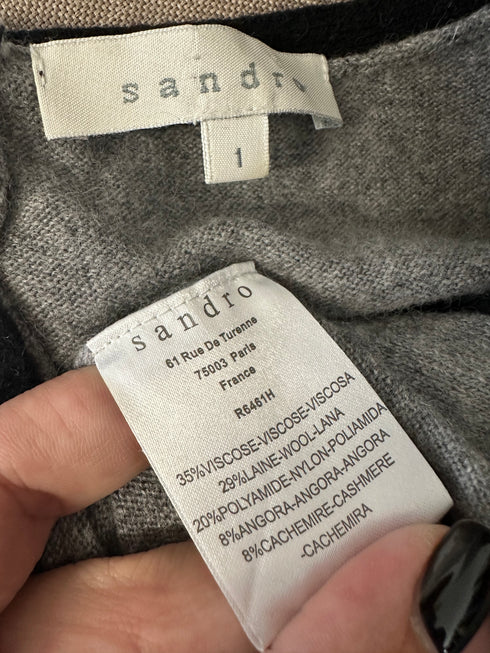 sandro
1
sandro
61 Rue De Turenne
75003 Paris
France
R6461H
35%VISCOSE-VISCOSE-VISCOSA
29%LAINE-WOOL-LANA
20%POLYAMIDE-NYLON-POLIAMIDA
8%ANGORA-ANGORA-ANGORA
8%CACHEMIRE-CASHMERE
-CACHEMIRA